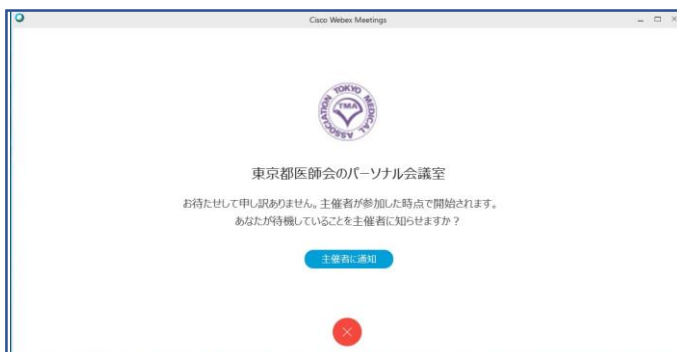 Cisco Webex Meetings
TOKYO MEDICAL ASSOCIATION
TMA
東京都医師会のパーソナル会議室
お待たせして申し訳ありません。主催者が参加した時点で開始されます。
あなたが待機していることを主催者に知らせますか？
主催者に通知